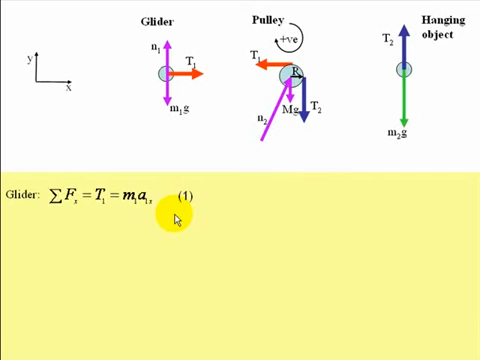 Glider
Pulley
Hanging object
y
x
n₁
T₁
m₁g
+ve
T₁
R
Mg
T₂
n₂
T₂
m₂g
Glider: ∑Fₓ = T₁ = m₁a₁ₓ (1)